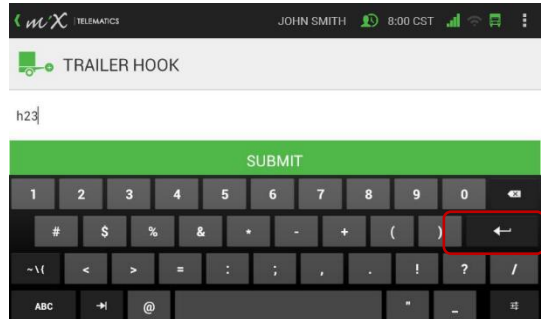 m'X TELEMATICS JOHN SMITH 8:00 CST
TRAILER HOOK
h23
SUBMIT
1 2 3 4 5 6 7 8 9 0
# $ % & * - + ( )
~\( < > = : ; , . ! ? /
ABC @ " _